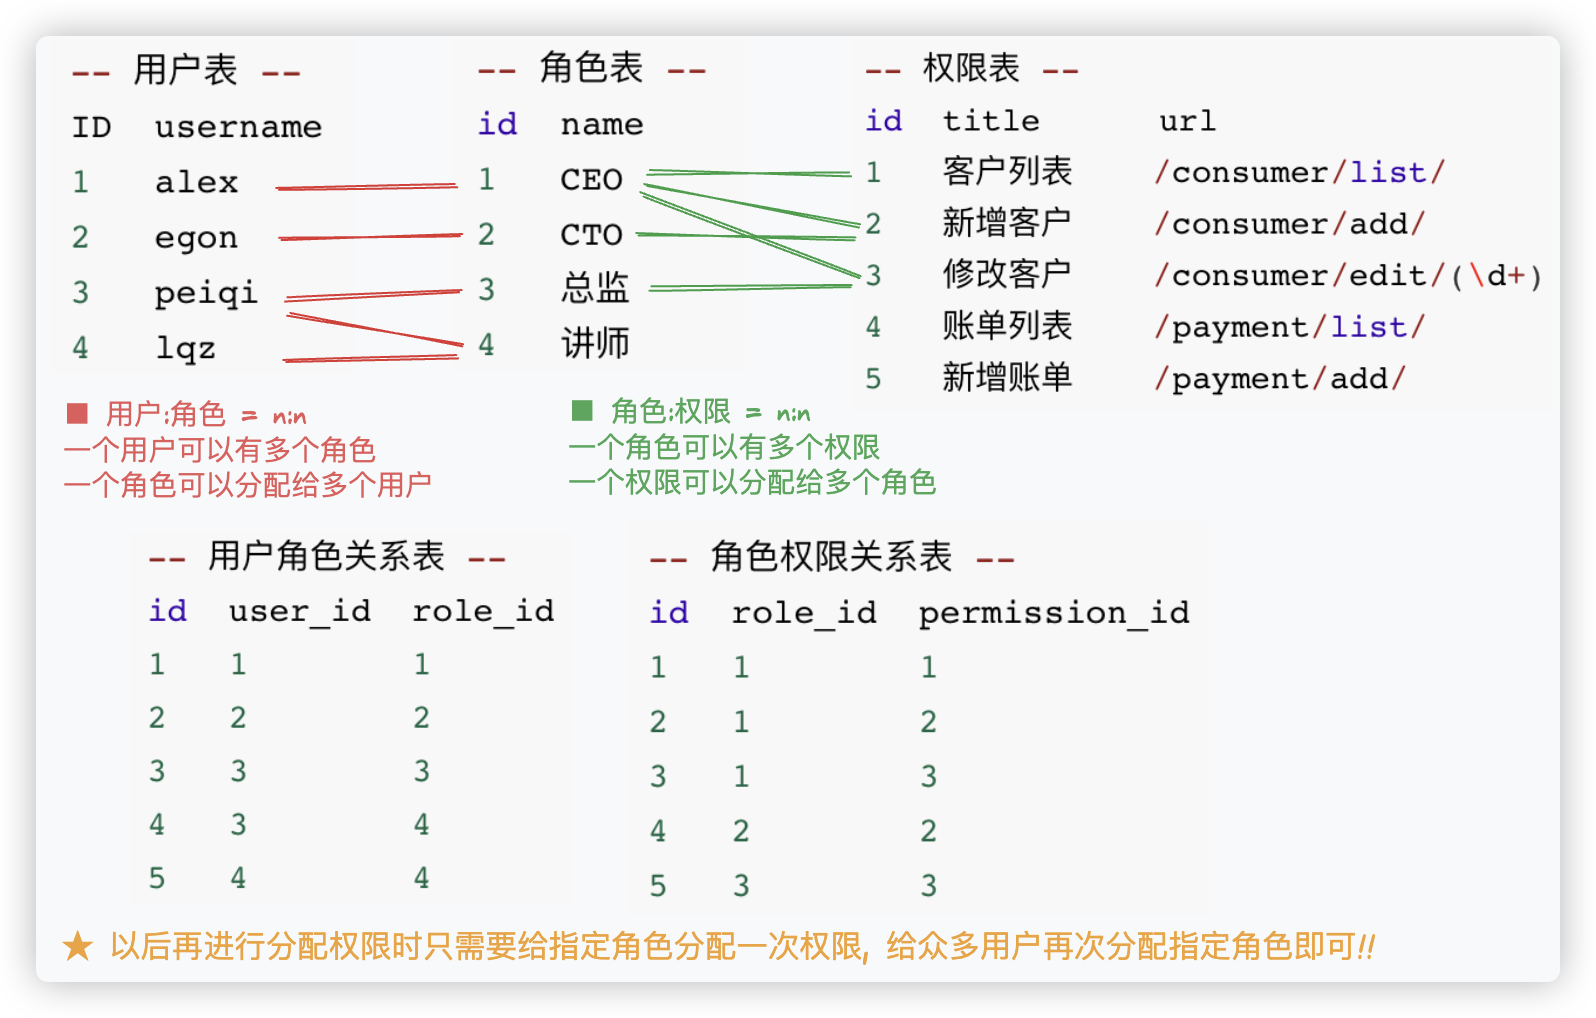 -- 用户表 --
ID username
1 alex
2 egon
3 peiqi
4 lqz
-- 角色表 --
id name
1 CEO
2 CTO
3 总监
4 讲师
-- 权限表 --
id title url
1 客户列表 /consumer/list/
2 新增客户 /consumer/add/
3 修改客户 /consumer/edit/(\d+)
4 账单列表 /payment/list/
5 新增账单 /payment/add/
■ 用户:角色 = n:n
一个用户可以有多个角色
一个角色可以分配给多个用户
■ 角色:权限 = n:n
一个角色可以有多个权限
一个权限可以分配给多个角色
-- 用户角色关系表 --
id user_id role_id
1 1 1
2 2 2
3 3 3
4 3 4
5 4 4
-- 角色权限关系表 --
id role_id permission_id
1 1 1
2 1 2
3 1 3
4 2 2
5 3 3
★ 以后再进行分配权限时只需要给指定角色分配一次权限, 给众多用户再次分配指定角色即可!!